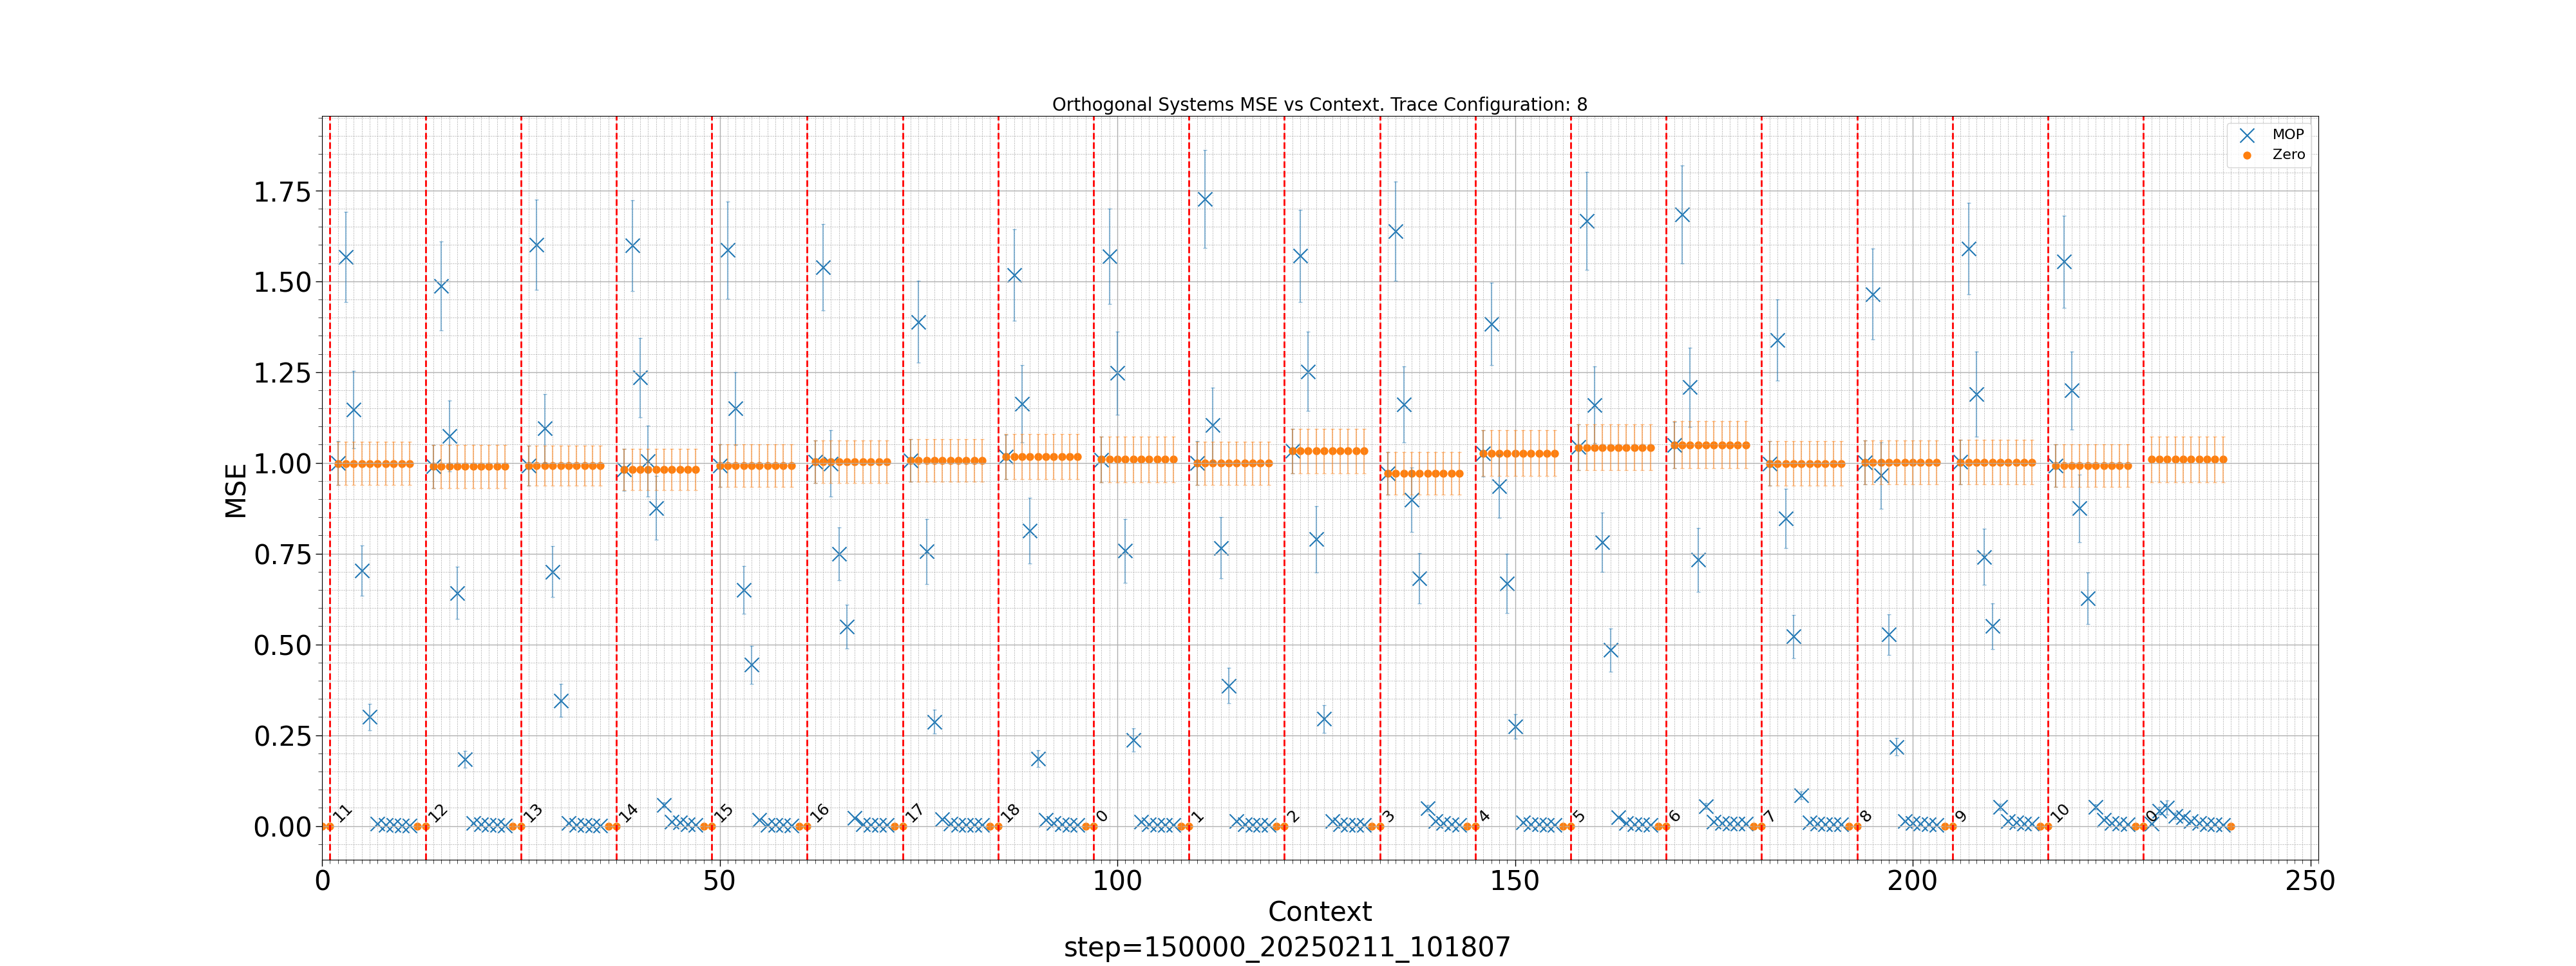 Orthogonal Systems MSE vs Context. Trace Configuration: 8
MOP
Zero
1.75
1.50
1.25
1.00
0.75
0.50
0.25
0.00
MSE
11 12 13 14 15 16 17 18 0 1 2 3 4 5 6 7 8 9 10 0
0 50 100 150 200 250
Context
step=150000_20250211_101807